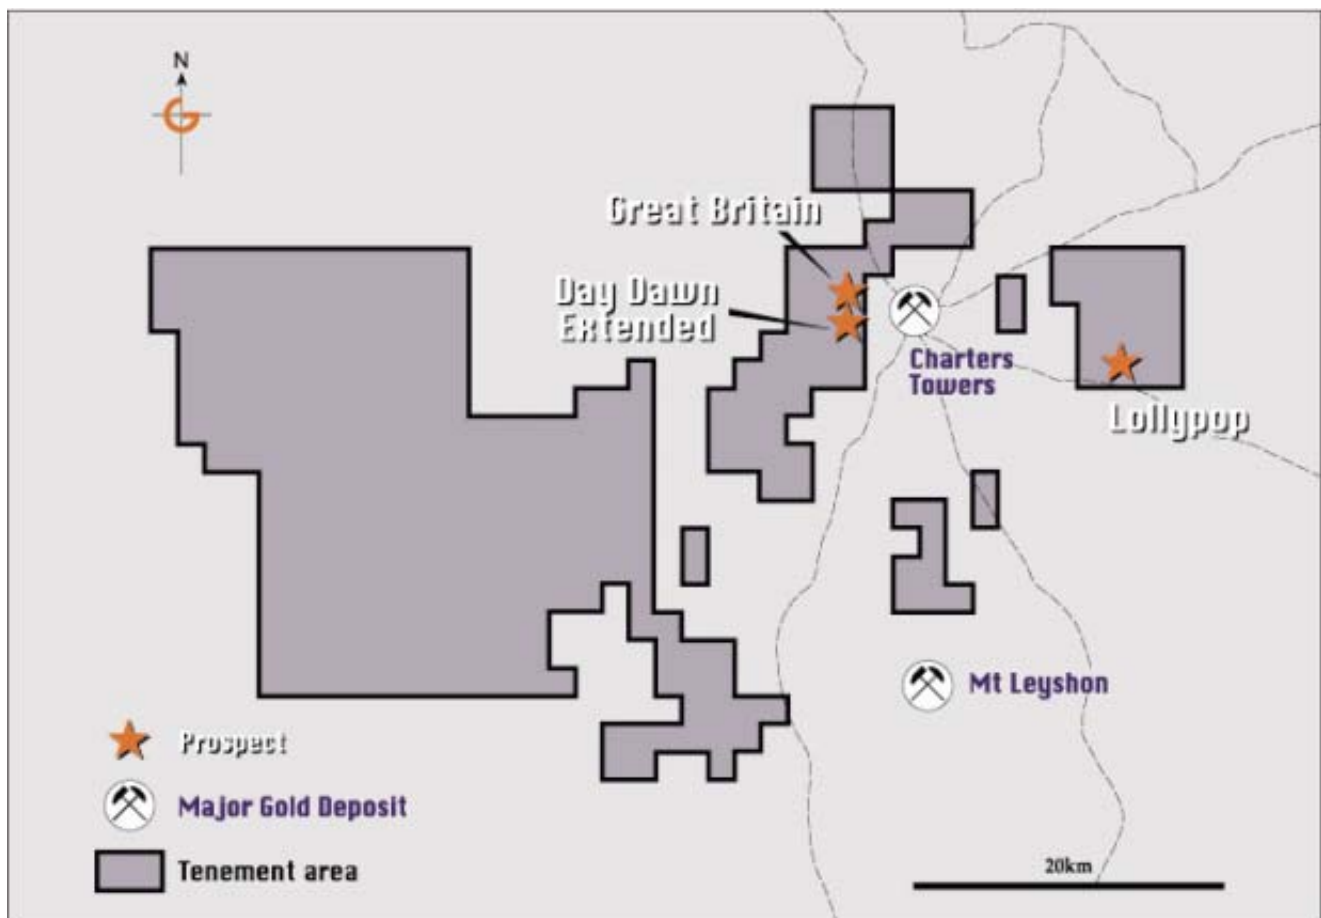 N
Great Britain
Day Dawn
Extended
Charters
Towers
Lollypop
Mt Leyshon
Prospect
Major Gold Deposit
Tenement area
20km